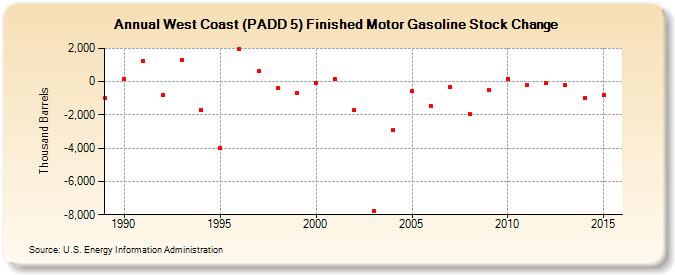 Annual West Coast (PADD 5) Finished Motor Gasoline Stock Change
Thousand Barrels
2,000
0
-2,000
-4,000
-6,000
-8,000
1990 1995 2000 2005 2010 2015
Source: U.S. Energy Information Administration